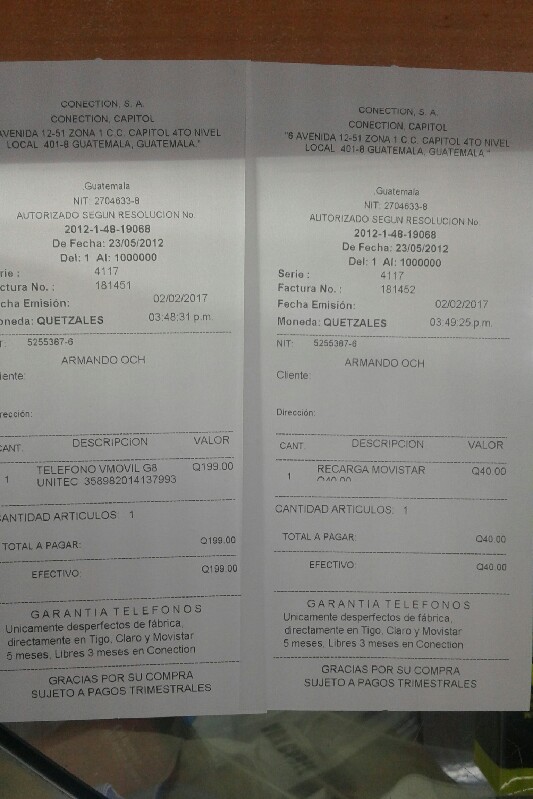 CONECTION, S. A.
CONECTION, CAPITOL
AVENIDA 12-51 ZONA 1 C.C. CAPITOL 4TO NIVEL
LOCAL 401-8 GUATEMALA, GUATEMALA."
,Guatemala
NIT: 2704633-8
AUTORIZADO SEGUN RESOLUCION No.
2012-1-48-19068
De Fecha: 23/05/2012
Del: 1 Al: 1000000
erie : 4117
Factura No. : 181451
echa Emisión: 02/02/2017
Moneda: QUETZALES 03:48:31 p.m.
T: 5255367-6
ARMANDO OCH
liente:
rección:
CANT. DESCRIPCION VALOR
1 TELEFONO VMOVIL G8 Q199.00
UNITEC 358982014137993
CANTIDAD ARTICULOS: 1
TOTAL A PAGAR: Q199.00
EFECTIVO: Q199.00
GARANTIA TELEFONOS
Unicamente desperfectos de fábrica,
directamente en Tigo, Claro y Movistar
5 meses, Libres 3 meses en Conection
GRACIAS POR SU COMPRA
SUJETO A PAGOS TRIMESTRALES
CONECTION, S. A.
CONECTION, CAPITOL
"6 AVENIDA 12-51 ZONA 1 C.C. CAPITOL 4TO NIVEL
LOCAL 401-8 GUATEMALA, GUATEMALA."
,Guatemala
NIT: 2704633-8
AUTORIZADO SEGUN RESOLUCION No.
2012-1-48-19068
De Fecha: 23/05/2012
Del: 1 Al: 1000000
Serie : 4117
Factura No. : 181452
Fecha Emisión: 02/02/2017
Moneda: QUETZALES 03:49:25 p.m.
NIT: 5255367-6
ARMANDO OCH
Cliente:
Dirección:
CANT. DESCRIPCION VALOR
1 RECARGA MOVISTAR Q40.00
Q40.00
CANTIDAD ARTICULOS: 1
TOTAL A PAGAR: Q40.00
EFECTIVO: Q40.00
GARANTIA TELEFONOS
Unicamente desperfectos de fábrica,
directamente en Tigo, Claro y Movistar
5 meses, Libres 3 meses en Conection
GRACIAS POR SU COMPRA
SUJETO A PAGOS TRIMESTRALES